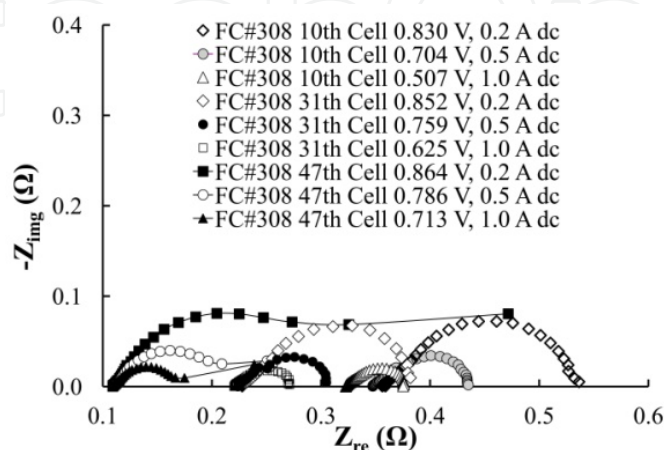 0.4
0.3
0.2
0.1
0.0
-Zimg (Ω)
FC#308 10th Cell 0.830 V, 0.2 A dc
FC#308 10th Cell 0.704 V, 0.5 A dc
FC#308 10th Cell 0.507 V, 1.0 A dc
FC#308 31th Cell 0.852 V, 0.2 A dc
FC#308 31th Cell 0.759 V, 0.5 A dc
FC#308 31th Cell 0.625 V, 1.0 A dc
FC#308 47th Cell 0.864 V, 0.2 A dc
FC#308 47th Cell 0.786 V, 0.5 A dc
FC#308 47th Cell 0.713 V, 1.0 A dc
0.1 0.2 0.3 0.4 0.5 0.6
Zre (Ω)